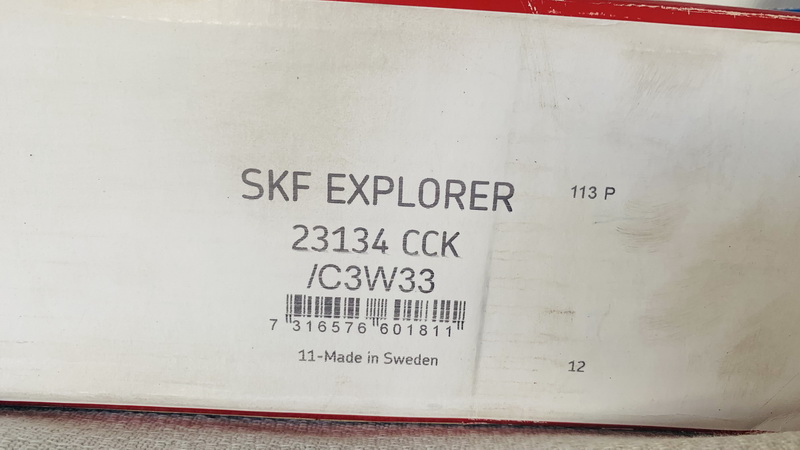 SKF EXPLORER
113 P
23134 CCK
/C3W33
7 316576 601811
11-Made in Sweden
12